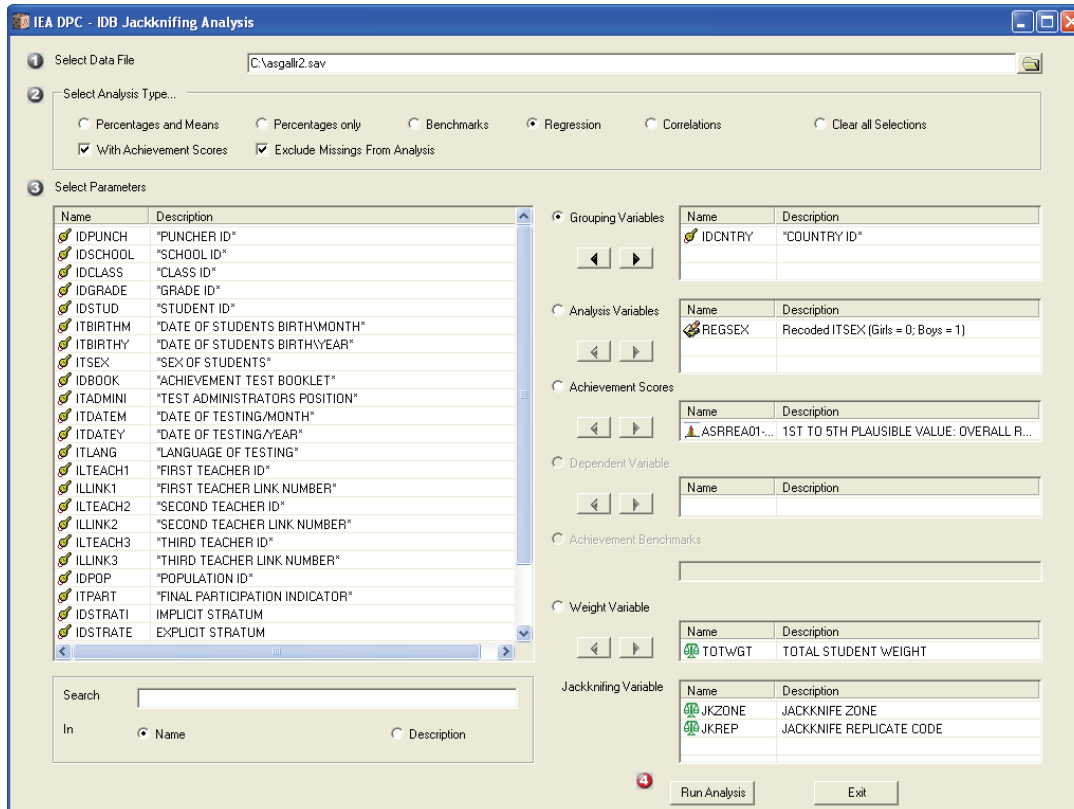 IEA DPC - IDB Jackknifing Analysis
1 Select Data File C:\asgallr2.sav
2 Select Analysis Type...
Percentages and Means Percentages only Benchmarks Regression Correlations Clear all Selections
With Achievement Scores Exclude Missings From Analysis
3 Select Parameters
Name Description
IDPUNCH *PUNCHER ID*
IDSCHOOL *SCHOOL ID*
IDCLASS *CLASS ID*
IDGRADE *GRADE ID*
IDSTUD *STUDENT ID*
ITBIRTHM *DATE OF STUDENTS BIRTH\MONTH*
ITBIRTHY *DATE OF STUDENTS BIRTH\YEAR*
ITSEX *SEX OF STUDENTS*
IDBOOK *ACHIEVEMENT TEST BOOKLET*
ITADMINI *TEST ADMINISTRATORS POSITION*
ITDATEM *DATE OF TESTING/MONTH*
ITDATEY *DATE OF TESTING/YEAR*
ITLANG *LANGUAGE OF TESTING*
ILTEACH1 *FIRST TEACHER ID*
ILLINK1 *FIRST TEACHER LINK NUMBER*
ILTEACH2 *SECOND TEACHER ID*
ILLINK2 *SECOND TEACHER LINK NUMBER*
ILTEACH3 *THIRD TEACHER ID*
ILLINK3 *THIRD TEACHER LINK NUMBER*
IDPOP *POPULATION ID*
ITPART *FINAL PARTICIPATION INDICATOR*
IDSTRATI IMPLICIT STRATUM
IDSTRATE EXPLICIT STRATUM
Search
In Name Description
Grouping Variables
Name Description
IDCNTRY *COUNTRY ID*
Analysis Variables
Name Description
REGSEX Recoded ITSEX (Girls = 0; Boys = 1)
Achievement Scores
Name Description
ASRREA01-... 1ST TO 5TH PLAUSIBLE VALUE: OVERALL R...
Dependent Variable
Name Description
Achievement Benchmarks
Weight Variable
Name Description
TOTWGT TOTAL STUDENT WEIGHT
Jackknifing Variable
Name Description
JKZONE JACKKNIFE ZONE
JKREP JACKKNIFE REPLICATE CODE
4 Run Analysis Exit